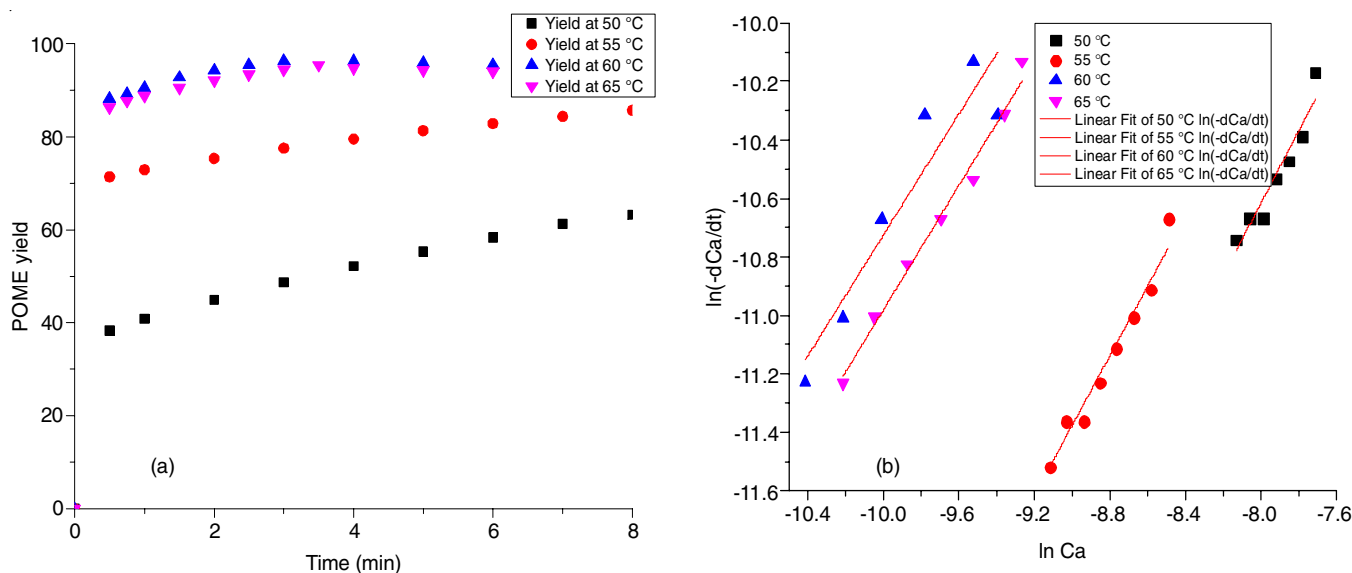 100
80
60
40
20
0
POME yield
0
2
4
6
8
Time (min)
Yield at 50 °C
Yield at 55 °C
Yield at 60 °C
Yield at 65 °C
(a)
-10.0
-10.2
-10.4
-10.6
-10.8
-11.0
-11.2
-11.4
-11.6
ln(-dCa/dt)
-10.4
-10.0
-9.6
-9.2
-8.8
-8.4
-8.0
-7.6
ln Ca
50 °C
55 °C
60 °C
65 °C
Linear Fit of 50 °C ln(-dCa/dt)
Linear Fit of 55 °C ln(-dCa/dt)
Linear Fit of 60 °C ln(-dCa/dt)
Linear Fit of 65 °C ln(-dCa/dt)
(b)